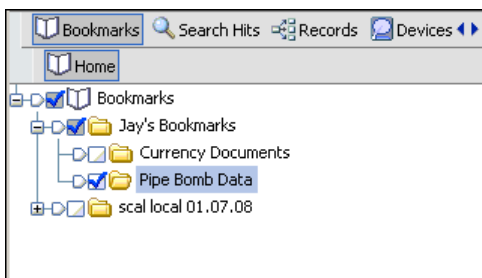 Bookmarks Search Hits Records Devices
Home
Bookmarks
Jay's Bookmarks
Currency Documents
Pipe Bomb Data
scal local 01.07.08